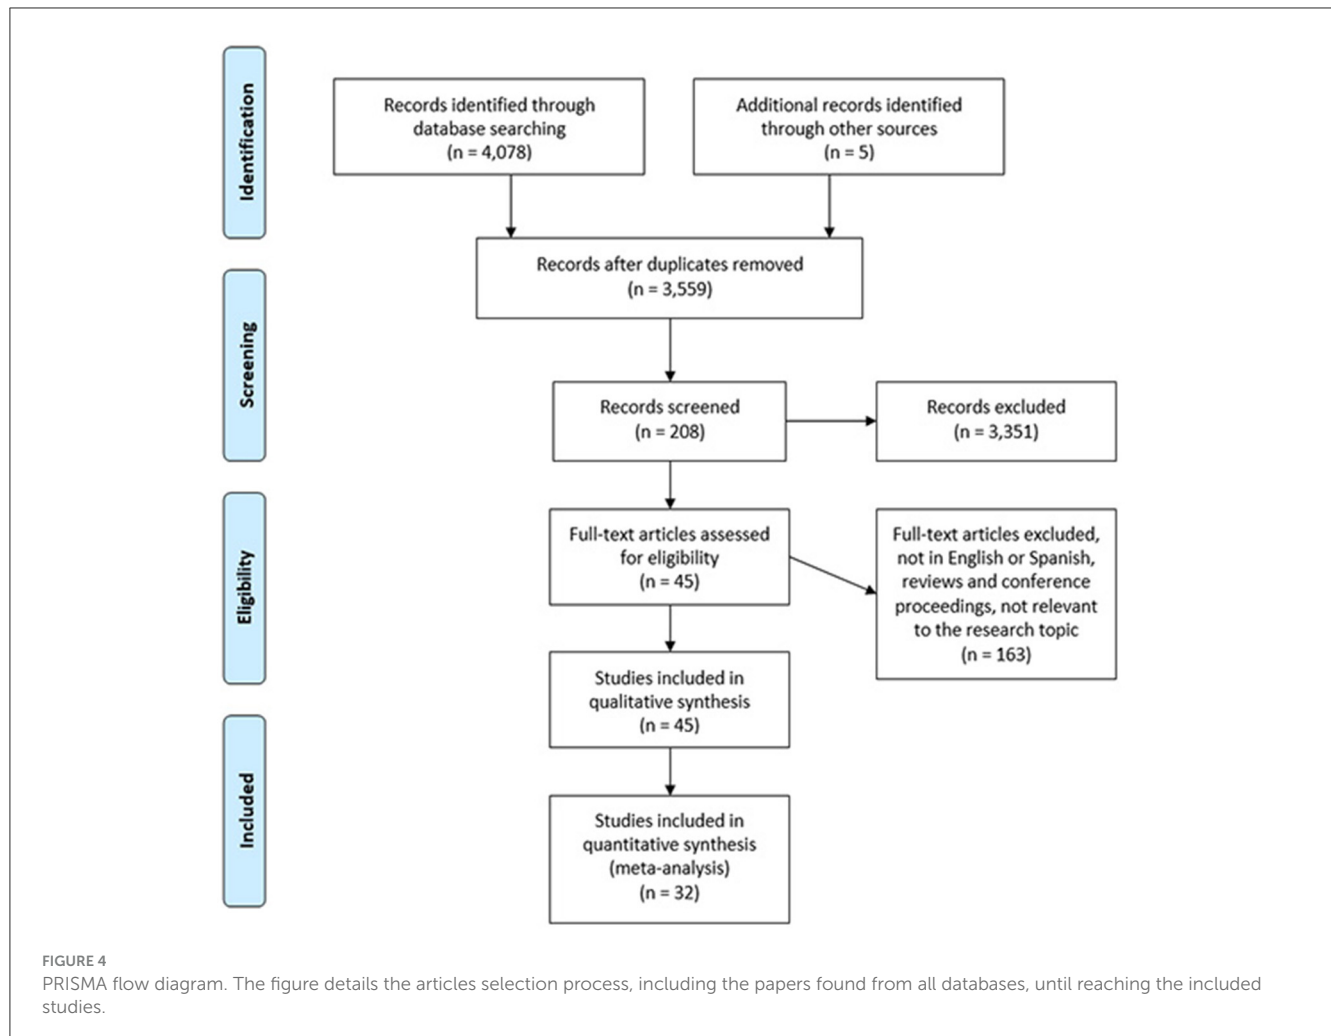 Identification
Records identified through
database searching
(n = 4,078)
Additional records identified
through other sources
(n = 5)
Records after duplicates removed
(n = 3,559)
Screening
Records screened
(n = 208)
Records excluded
(n = 3,351)
Eligibility
Full-text articles assessed
for eligibility
(n = 45)
Full-text articles excluded,
not in English or Spanish,
reviews and conference
proceedings, not relevant
to the research topic
(n = 163)
Studies included in
qualitative synthesis
(n = 45)
Included
Studies included in
quantitative synthesis
(meta-analysis)
(n = 32)
FIGURE 4
PRISMA flow diagram. The figure details the articles selection process, including the papers found from all databases, until reaching the included
studies.